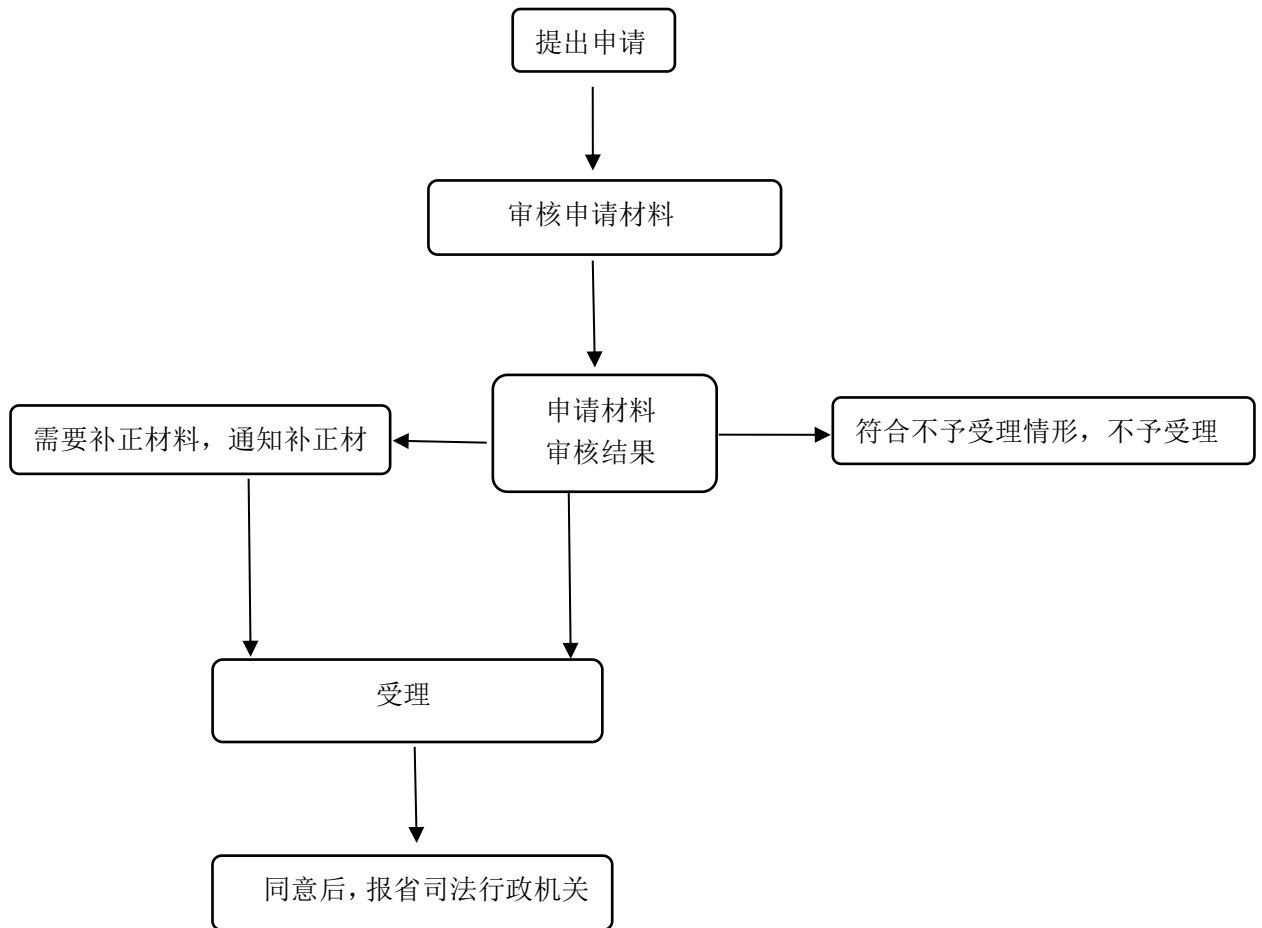 提出申请
审核申请材料
申请材料
审核结果
需要补正材料，通知补正材
符合不予受理情形，不予受理
受理
同意后，报省司法行政机关